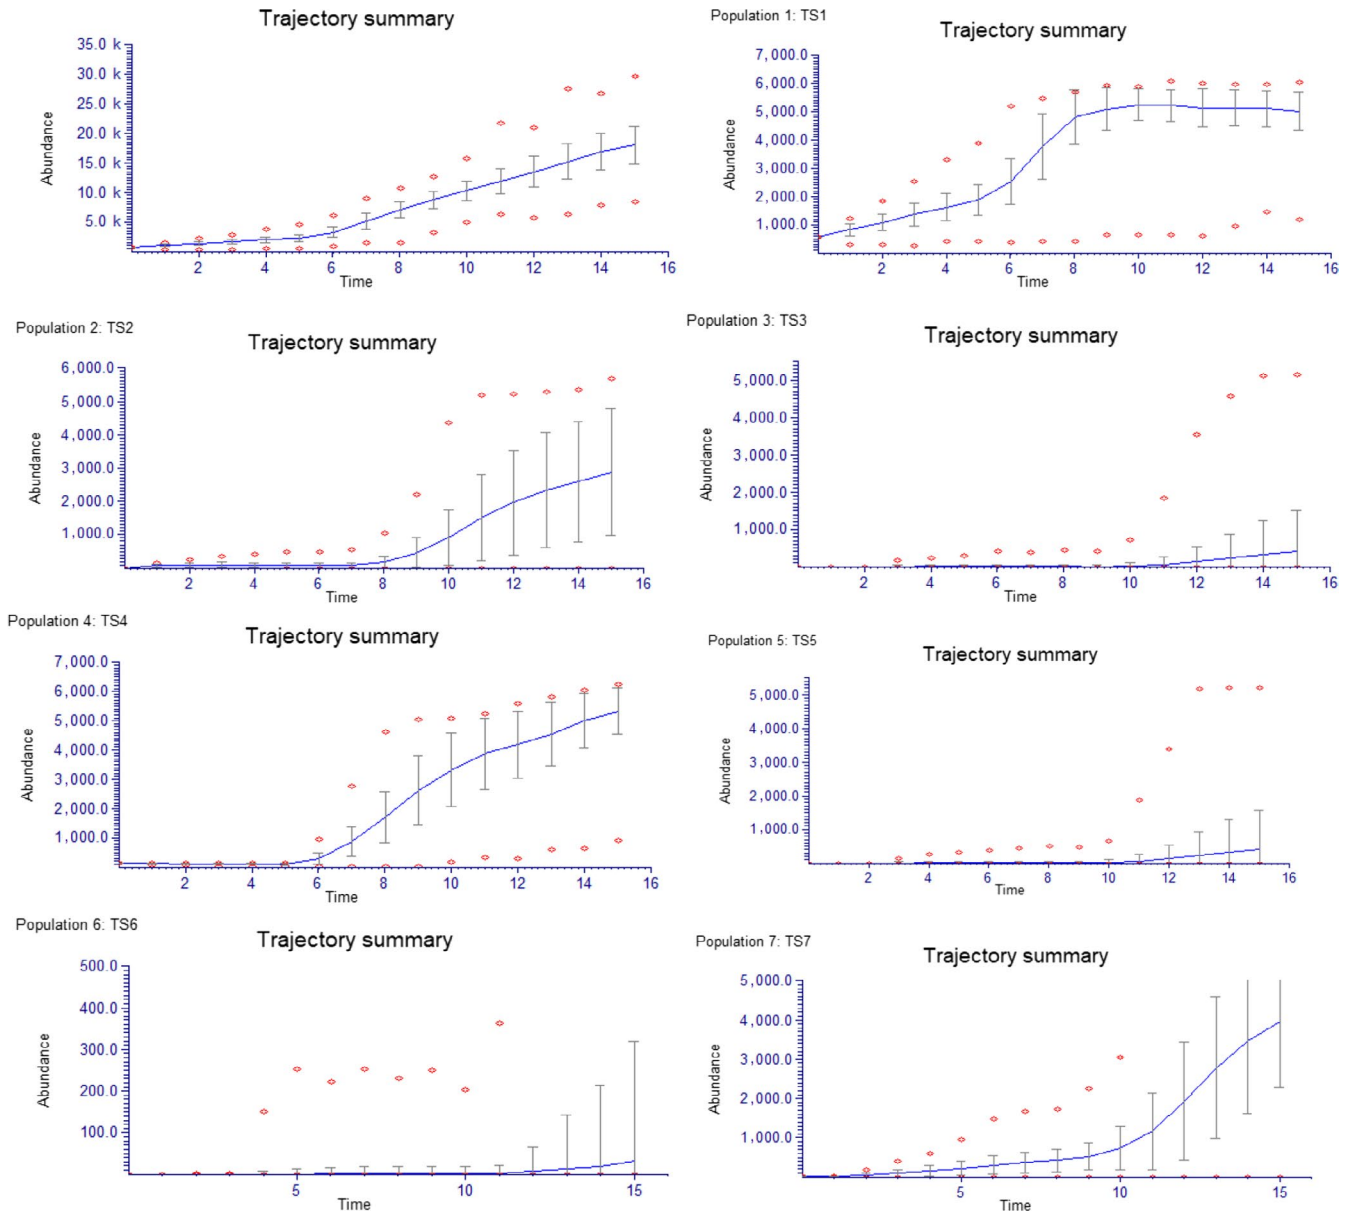 Trajectory summary
35.0 k
30.0 k
25.0 k
20.0 k
15.0 k
10.0 k
5.0 k
Abundance
2 4 6 8 10 12 14 16
Time
Population 1: TS1
Trajectory summary
7,000.0
6,000.0
5,000.0
4,000.0
3,000.0
2,000.0
1,000.0
Abundance
2 4 6 8 10 12 14 16
Time
Population 2: TS2
Trajectory summary
6,000.0
5,000.0
4,000.0
3,000.0
2,000.0
1,000.0
Abundance
2 4 6 8 10 12 14 16
Time
Population 3: TS3
Trajectory summary
5,000.0
4,000.0
3,000.0
2,000.0
1,000.0
Abundance
2 4 6 8 10 12 14 16
Time
Population 4: TS4
Trajectory summary
7,000.0
6,000.0
5,000.0
4,000.0
3,000.0
2,000.0
1,000.0
Abundance
2 4 6 8 10 12 14 16
Time
Population 5: TS5
Trajectory summary
5,000.0
4,000.0
3,000.0
2,000.0
1,000.0
Abundance
2 4 6 8 10 12 14 16
Time
Population 6: TS6
Trajectory summary
500.0
400.0
300.0
200.0
100.0
Abundance
5 10 15
Time
Population 7: TS7
Trajectory summary
5,000.0
4,000.0
3,000.0
2,000.0
1,000.0
Abundance
5 10 15
Time